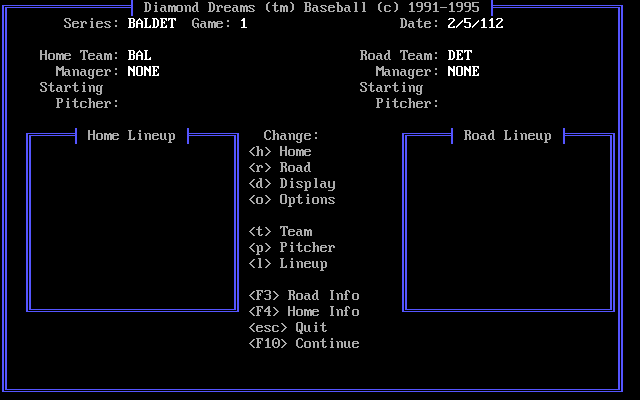 Diamond Dreams (tm) Baseball (c) 1991-1995
Series: BALDET Game: 1 Date: 2/5/112
Home Team: BAL Road Team: DET
Manager: NONE Manager: NONE
Starting Starting
Pitcher: Pitcher:
Home Lineup Change: Road Lineup
<h> Home
<r> Road
<d> Display
<o> Options
<t> Team
<p> Pitcher
<l> Lineup
<F3> Road Info
<F4> Home Info
<esc> Quit
<F10> Continue